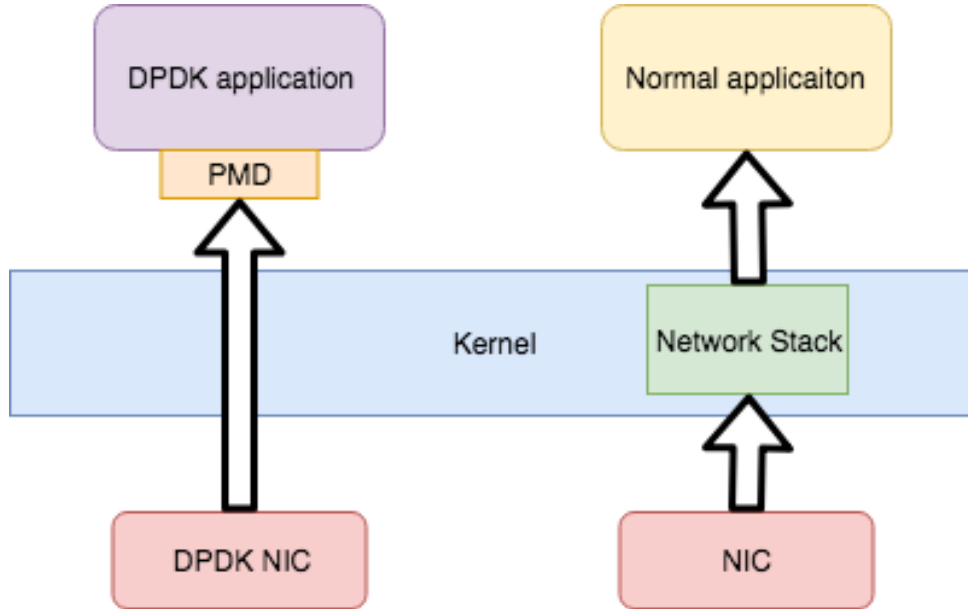 DPDK application
Normal applicaiton
PMD
Kernel
Network Stack
DPDK NIC
NIC